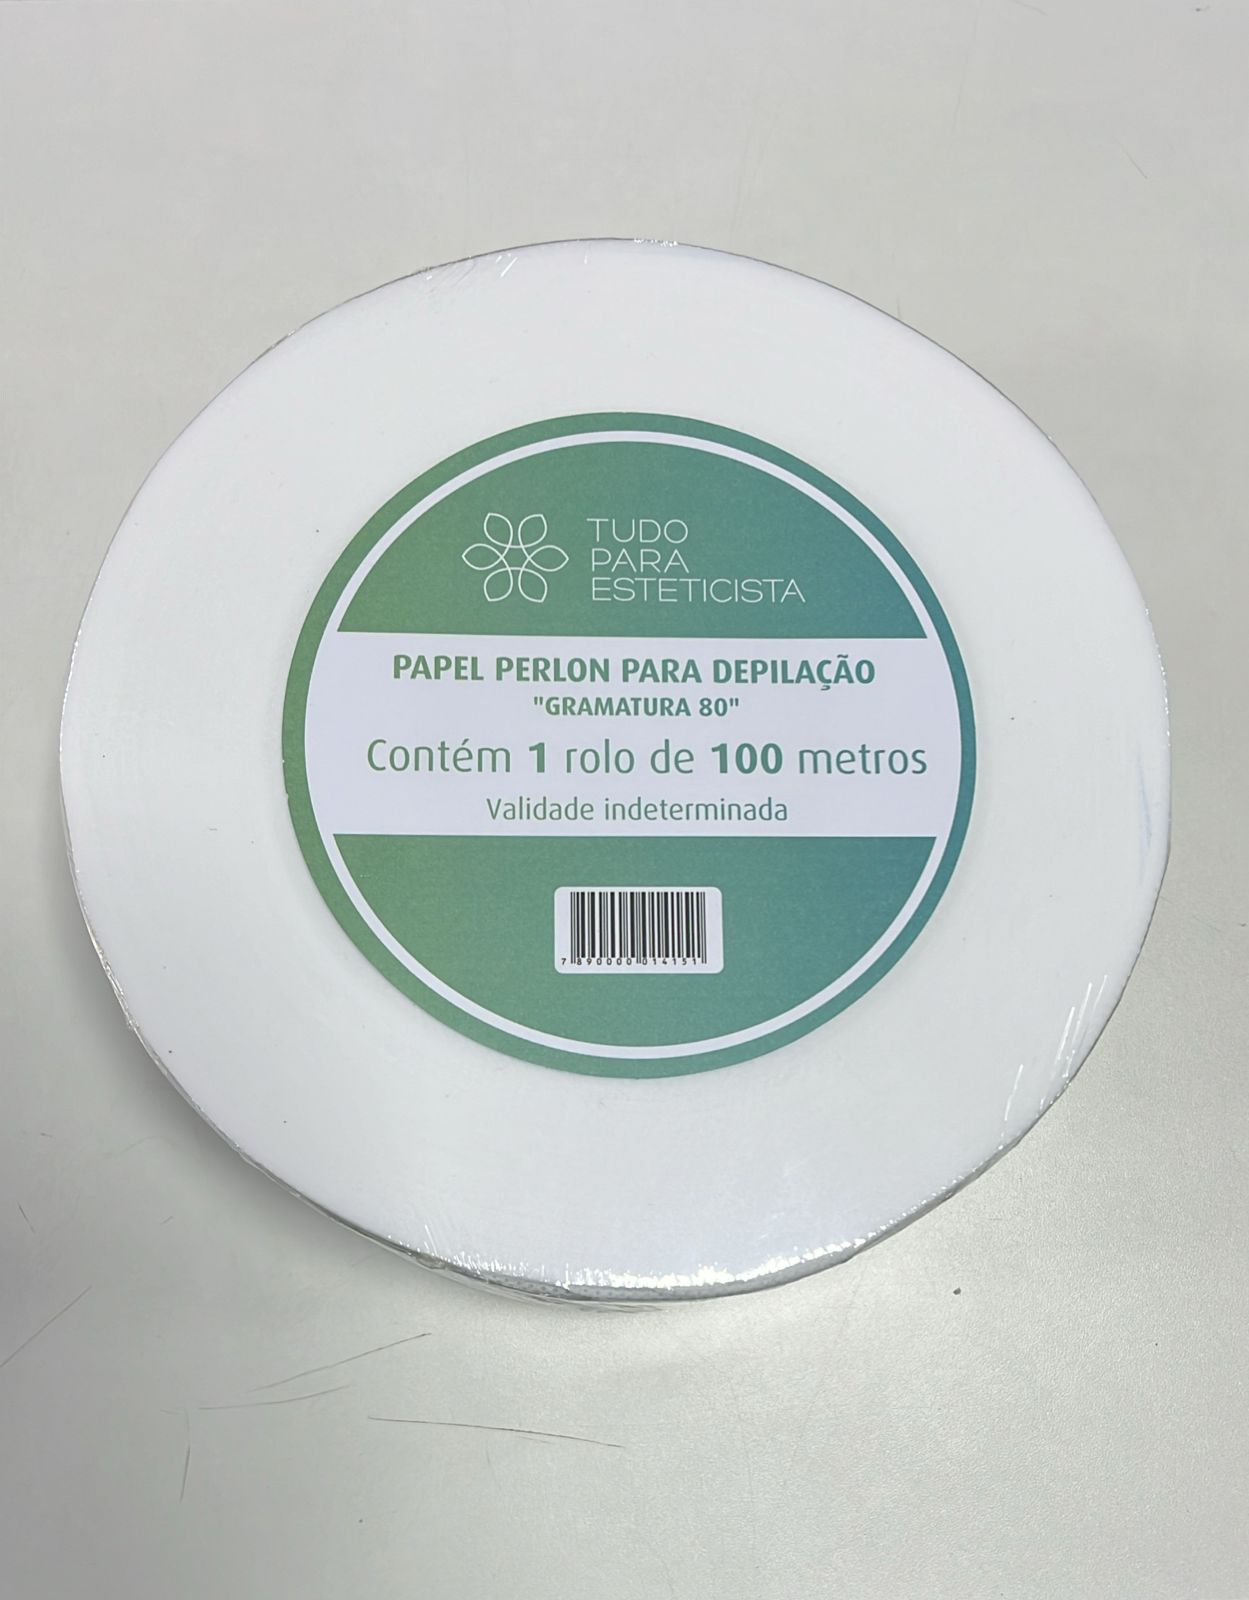 TUDO
PARA
ESTETICISTA
PAPEL PERLON PARA DEPILAÇÃO
"GRAMATURA 80"
Contém 1 rolo de 100 metros
Validade indeterminada
7 890000 014151